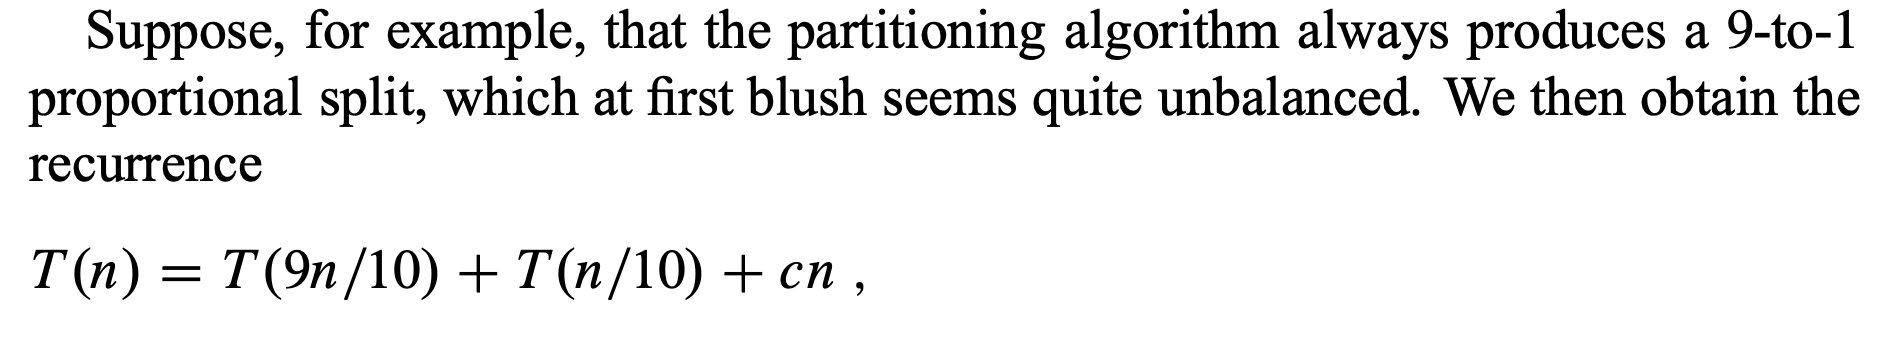 Suppose, for example, that the partitioning algorithm always produces a 9-to-1
proportional split, which at first blush seems quite unbalanced. We then obtain the
recurrence
T(n) = T(9n/10) + T(n/10) + cn ,